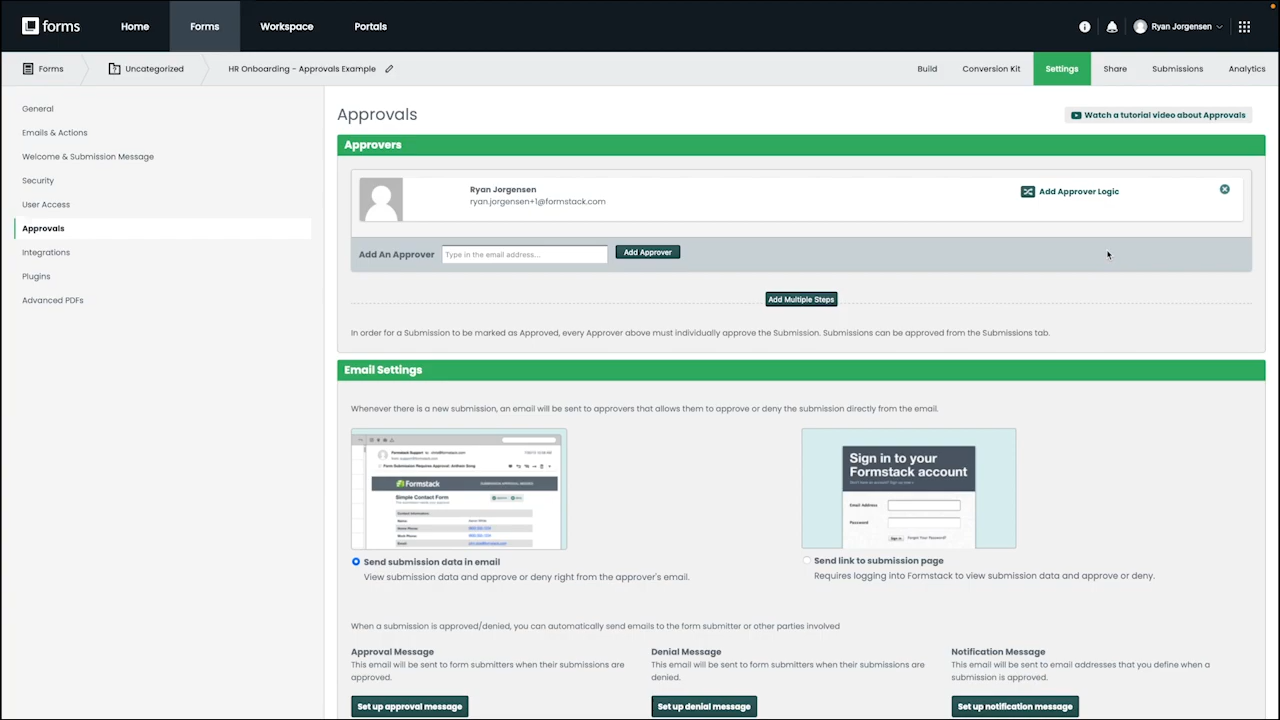 forms
Home
Forms
Workspace
Portals
Ryan Jorgensen
Forms
Uncategorized
HR Onboarding - Approvals Example
Build
Conversion Kit
Settings
Share
Submissions
Analytics
General
Emails & Actions
Welcome & Submission Message
Security
User Access
Approvals
Integrations
Plugins
Advanced PDFs
Approvals
Watch a tutorial video about Approvals
Approvers
Ryan Jorgensen
ryan.jorgensen+1@formstack.com
Add Approver Logic
Add An Approver
Type in the email address...
Add Approver
Add Multiple Steps
In order for a Submission to be marked as Approved, every Approver above must individually approve the Submission. Submissions can be approved from the Submissions tab.
Email Settings
Whenever there is a new submission, an email will be sent to approvers that allows them to approve or deny the submission directly from the email.
Formstack
Simple Contact Form
Sign in to your
Formstack account
Email Address
Password
Sign in
Forgot Your Password?
Send submission data in email
View submission data and approve or deny right from the approver's email.
Send link to submission page
Requires logging into Formstack to view submission data and approve or deny.
When a submission is approved/denied, you can automatically send emails to the form submitter or other parties involved
Approval Message
This email will be sent to form submitters when their submissions are
approved.
Set up approval message
Denial Message
This email will be sent to form submitters when their submissions are
denied.
Set up denial message
Notification Message
This email will be sent to email addresses that you define when a
submission is approved.
Set up notification message